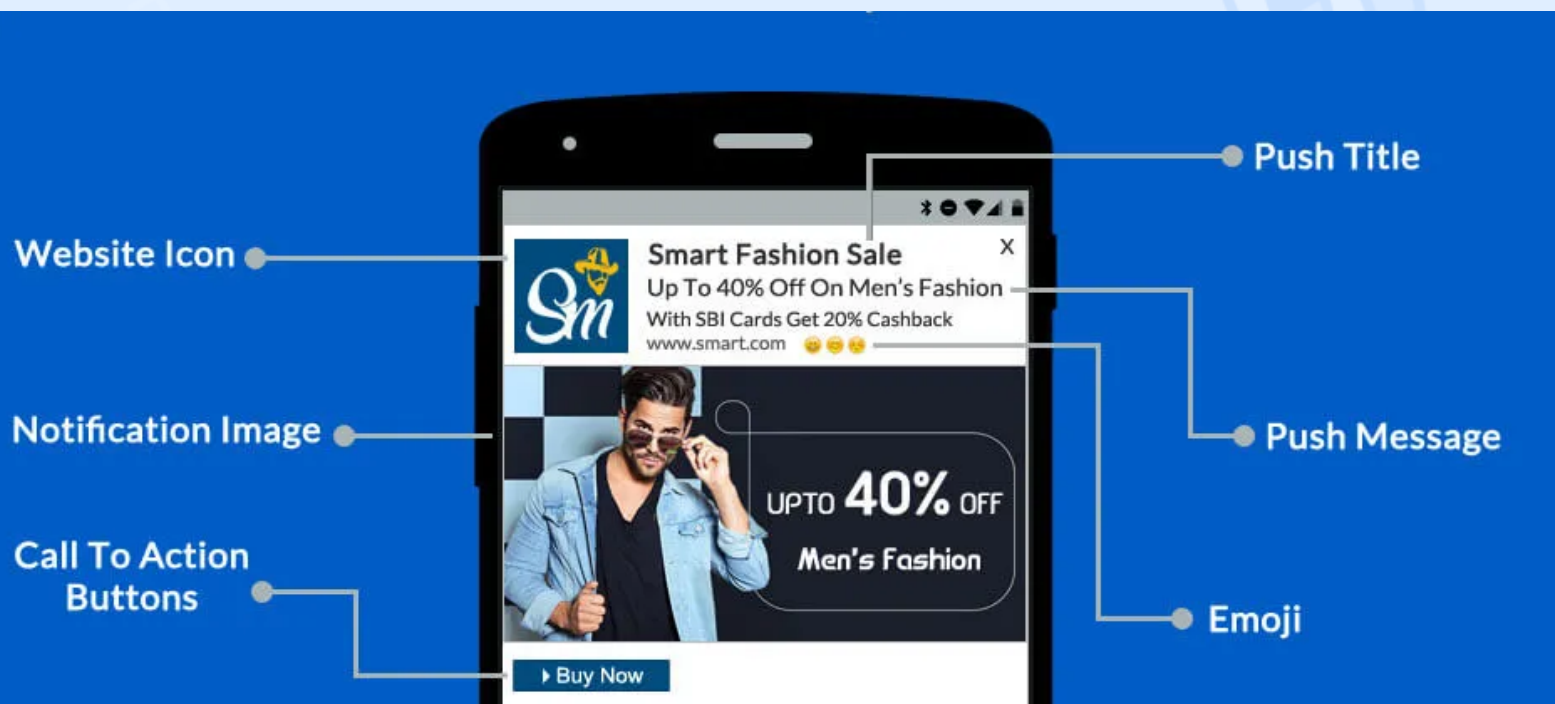 Push Title
Website Icon
Sm
Smart Fashion Sale
X
Up To 40% Off On Men's Fashion
With SBI Cards Get 20% Cashback
www.smart.com 😀😊😚
Notification Image
Push Message
UPTO 40% OFF
Men's Fashion
Call To Action
Buttons
Emoji
Buy Now